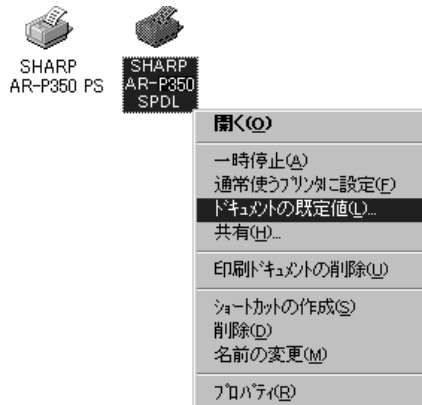 SHARP
AR-P350 PS
SHARP
AR-P350
SPDL
開く(O)
一時停止(A)
通常使うプリンタに設定(F)
ドキュメントの既定値(L)...
共有(H)...
印刷ドキュメントの削除(U)
ショートカットの作成(S)
削除(D)
名前の変更(M)
プロパティ(R)